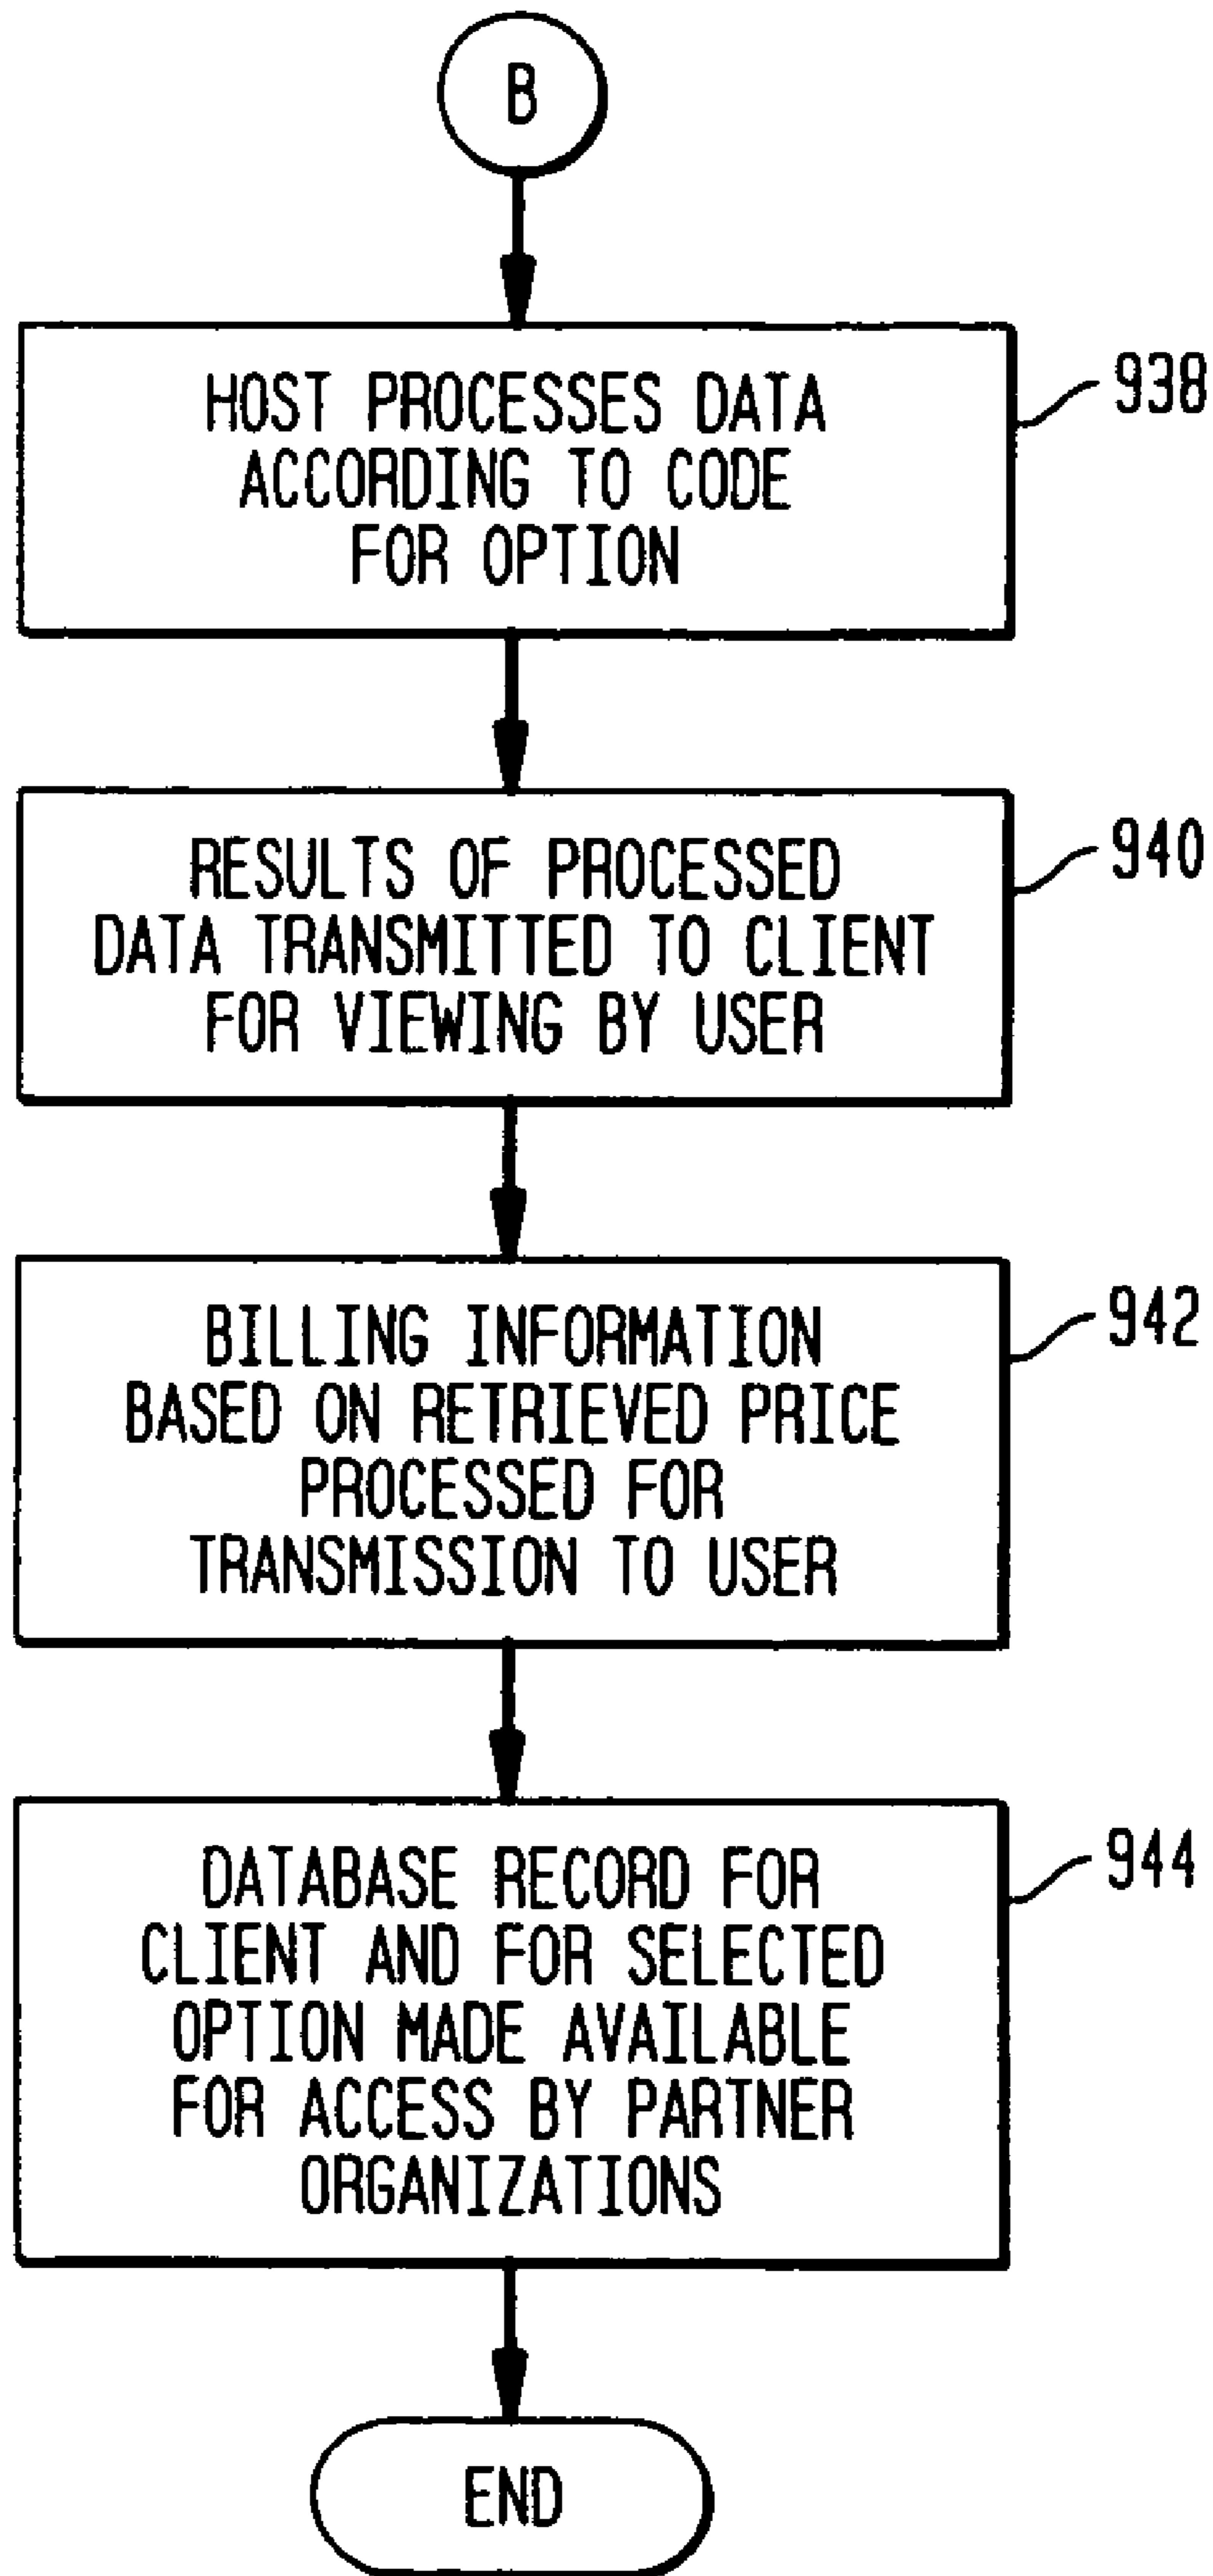 B
HOST PROCESSES DATA
ACCORDING TO CODE
FOR OPTION
938
RESULTS OF PROCESSED
DATA TRANSMITTED TO CLIENT
FOR VIEWING BY USER
940
BILLING INFORMATION
BASED ON RETRIEVED PRICE
PROCESSED FOR
TRANSMISSION TO USER
942
DATABASE RECORD FOR
CLIENT AND FOR SELECTED
OPTION MADE AVAILABLE
FOR ACCESS BY PARTNER
ORGANIZATIONS
944
END